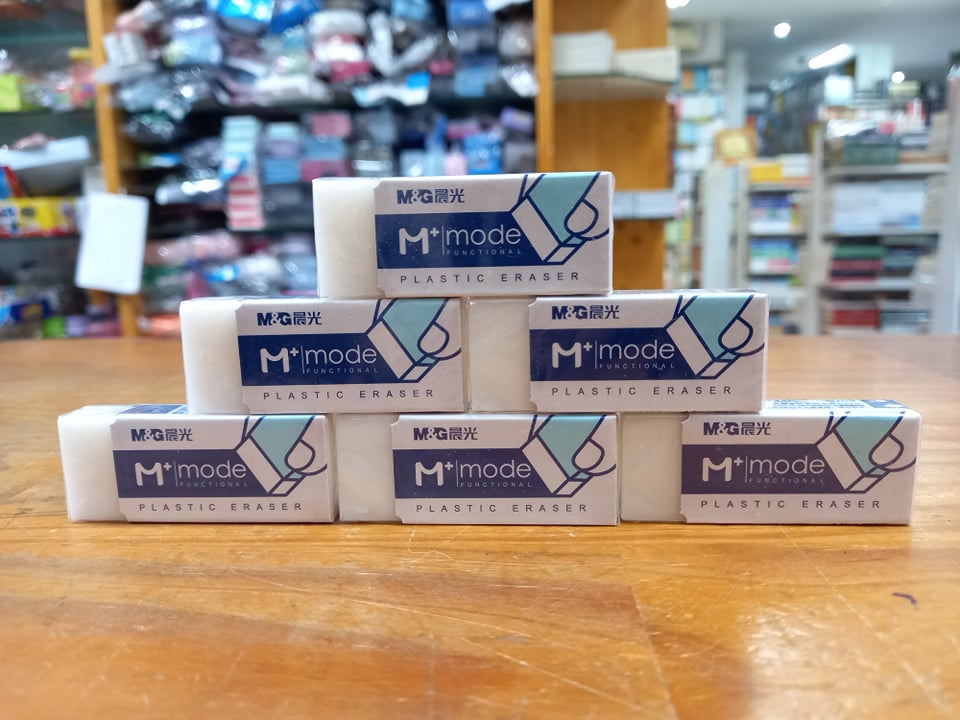 M&G晨光
M+ mode
FUNCTIONAL
PLASTIC ERASER
M&G晨光
M+ mode
FUNCTIONAL
PLASTIC ERASER
M&G晨光
M+ mode
FUNCTIONAL
PLASTIC ERASER
M&G晨光
M+ mode
FUNCTIONAL
PLASTIC ERASER
M&G晨光
M+ mode
FUNCTIONAL
PLASTIC ERASER
M&G晨光
M+ mode
FUNCTIONAL
PLASTIC ERASER